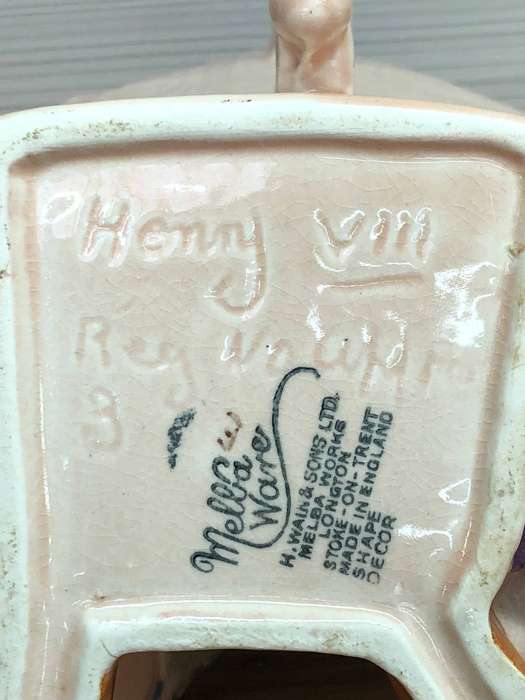 Henry VIII
Reg
3
Melba
Ware
H. WAIN & SONS LTD.
MELBA WORKS
LONGTON
STOKE-ON-TRENT
MADE IN ENGLAND
SHAPE
DECOR